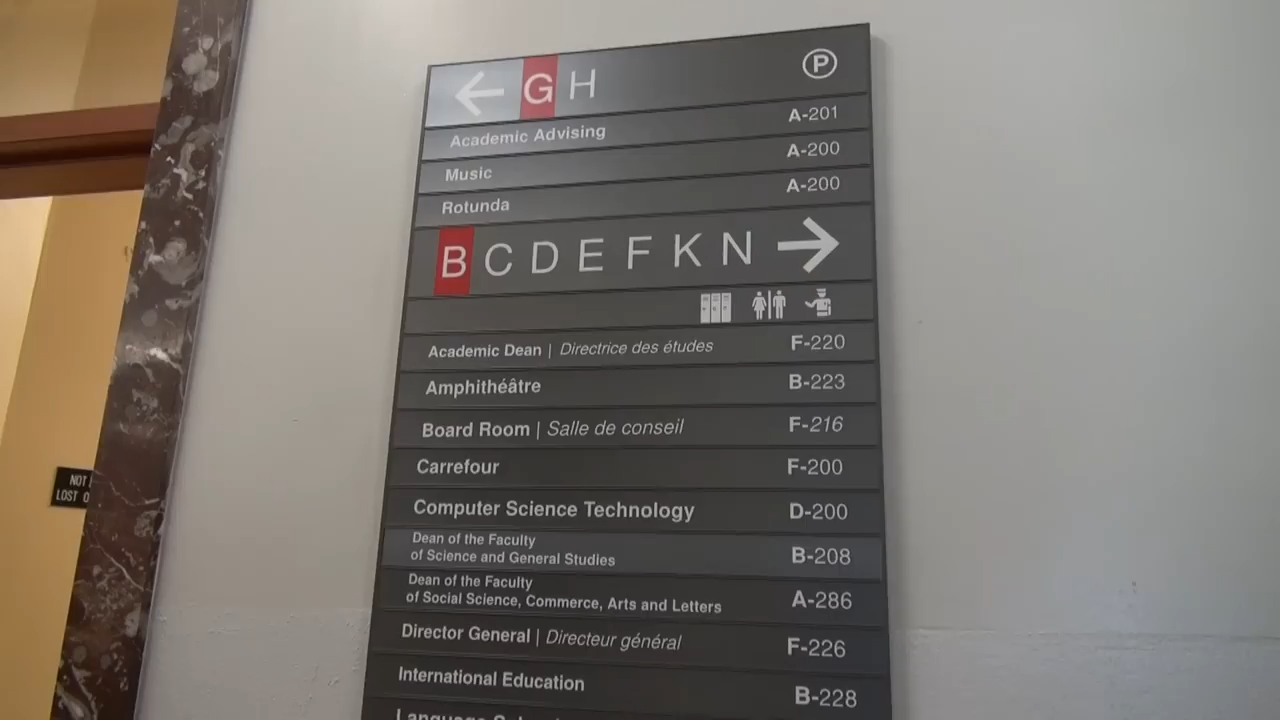 ← G H P
Academic Advising A-201
Music A-200
Rotunda A-200
B C D E F K N →
Academic Dean | Directrice des études F-220
Amphithéâtre B-223
Board Room | Salle de conseil F-216
Carrefour F-200
Computer Science Technology D-200
Dean of the Faculty
of Science and General Studies B-208
Dean of the Faculty
of Social Science, Commerce, Arts and Letters A-286
Director General | Directeur général F-226
International Education B-228
NOT
LOST